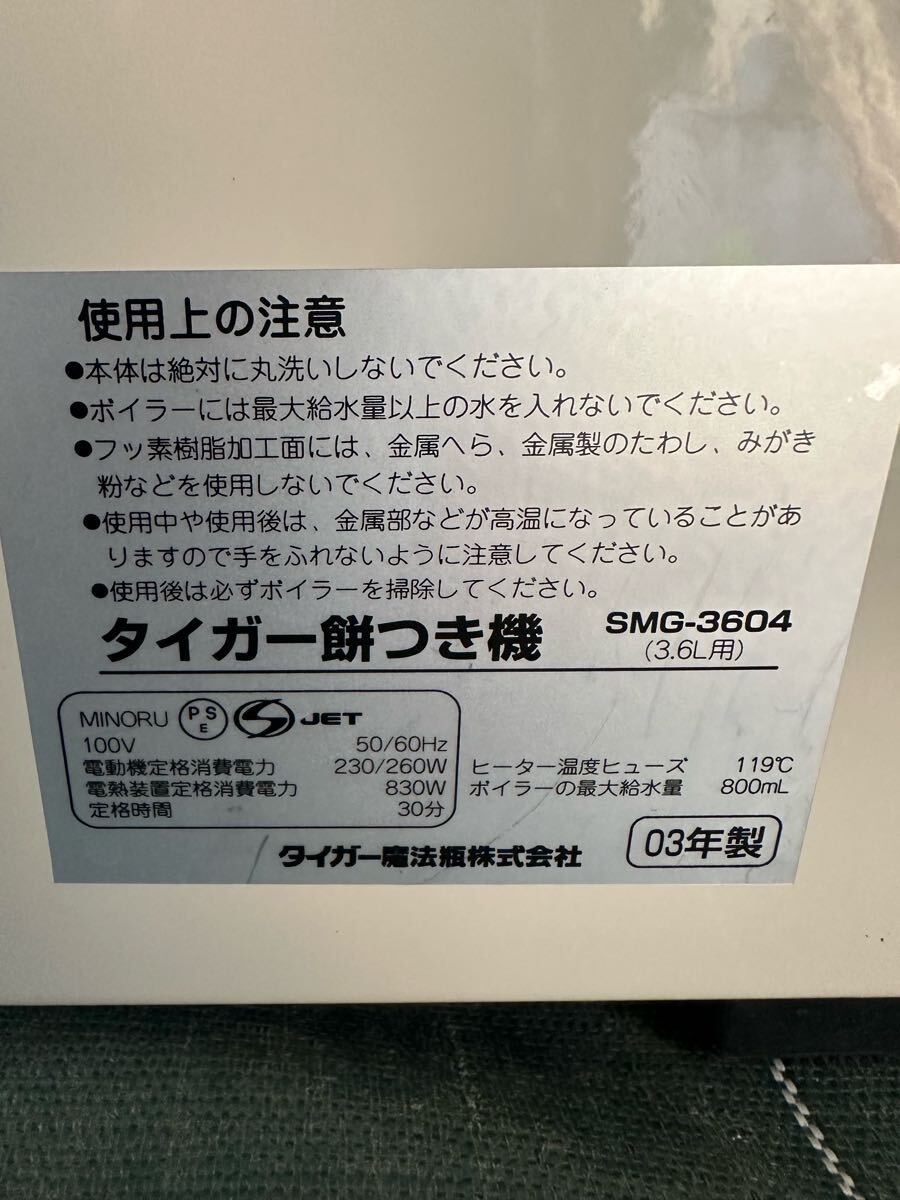 使用上の注意
●本体は絶対に丸洗いしないでください。
●ボイラーには最大給水量以上の水を入れないでください。
●フッ素樹脂加工面には、金属へら、金属製のたわし、みがき
粉などを使用しないでください。
●使用中や使用後は、金属部などが高温になっていることがあ
りますので手をふれないように注意してください。
●使用後は必ずボイラーを掃除してください。
タイガー餅つき機 SMG-3604
(3.6L用)
MINORU PSE JET
100V 50/60Hz
電動機定格消費電力 230/260W
電熱装置定格消費電力 830W
定格時間 30分
ヒーター温度ヒューズ 119℃
ボイラーの最大給水量 800mL
タイガー魔法瓶株式会社
03年製